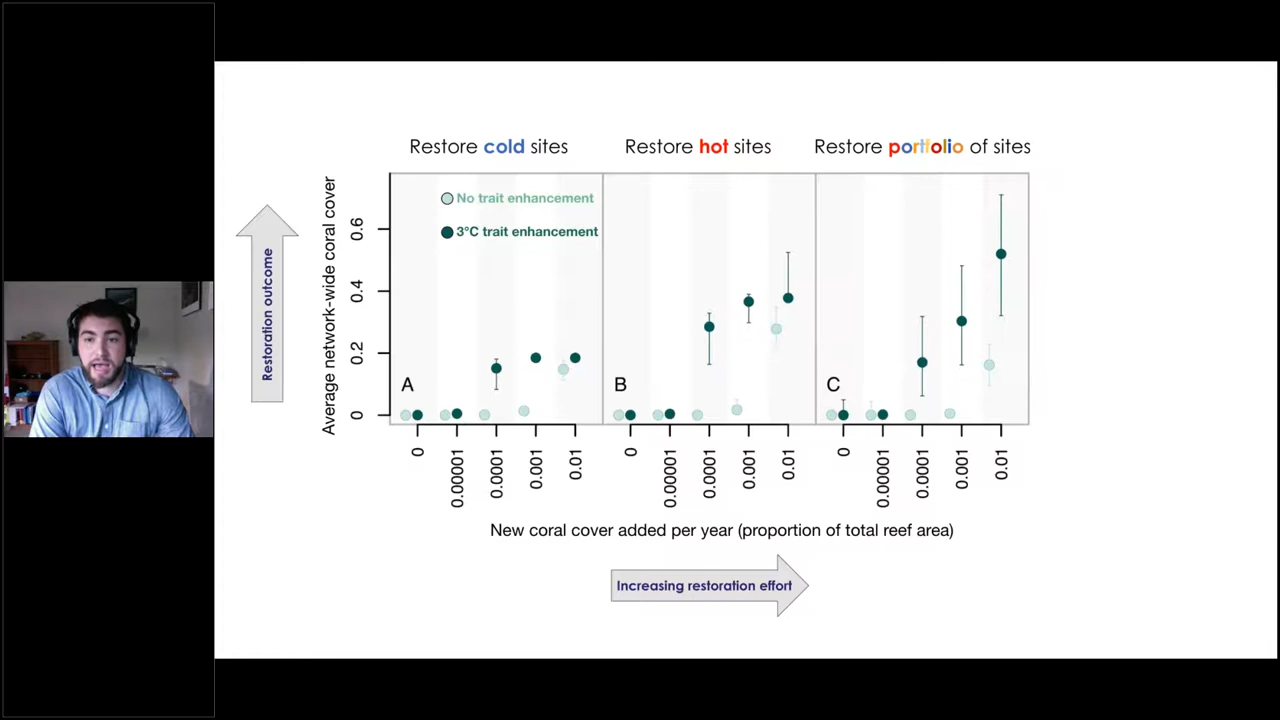 Restore cold sites
Restore hot sites
Restore portfolio of sites
No trait enhancement
3°C trait enhancement
Restoration outcome
Average network-wide coral cover
0.6
0.4
0.2
0
A
B
C
0
0.00001
0.0001
0.001
0.01
0
0.00001
0.0001
0.001
0.01
0
0.00001
0.0001
0.001
0.01
New coral cover added per year (proportion of total reef area)
Increasing restoration effort